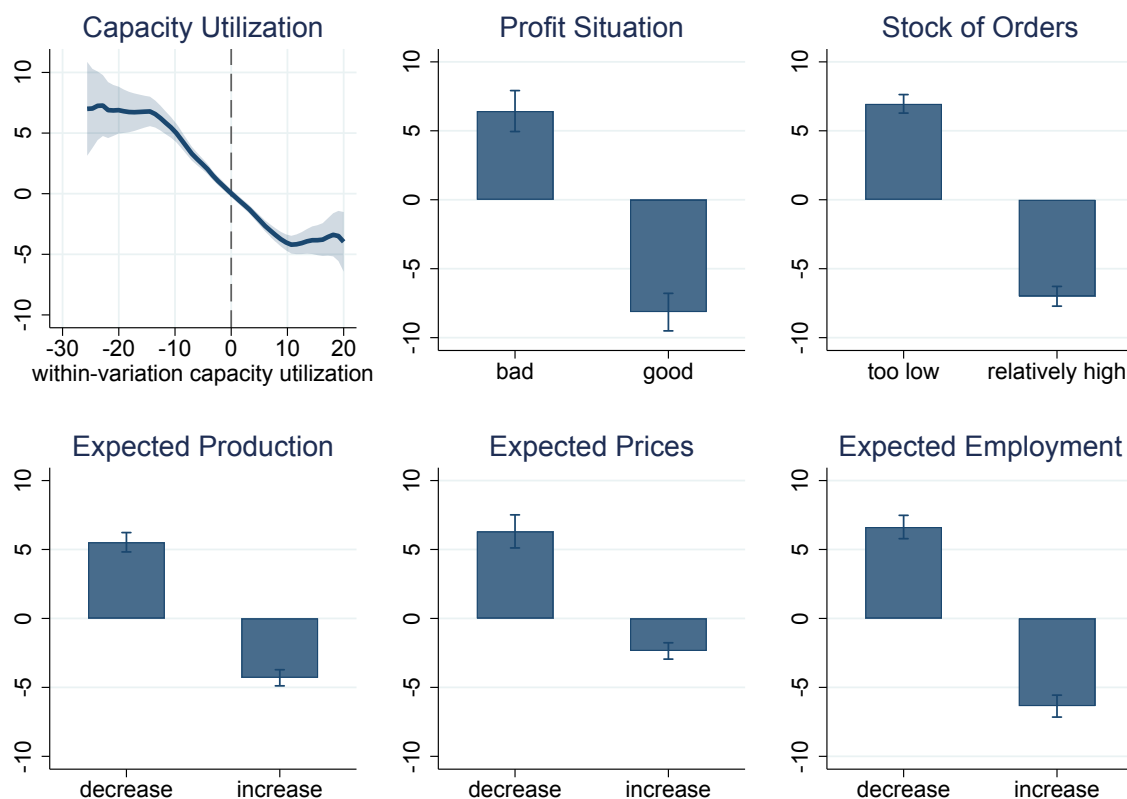 Capacity Utilization
10
5
0
-5
-10
-30 -20 -10 0 10 20
within-variation capacity utilization
Profit Situation
10
5
0
-5
-10
bad good
Stock of Orders
10
5
0
-5
-10
too low relatively high
Expected Production
10
5
0
-5
-10
decrease increase
Expected Prices
10
5
0
-5
-10
decrease increase
Expected Employment
10
5
0
-5
-10
decrease increase